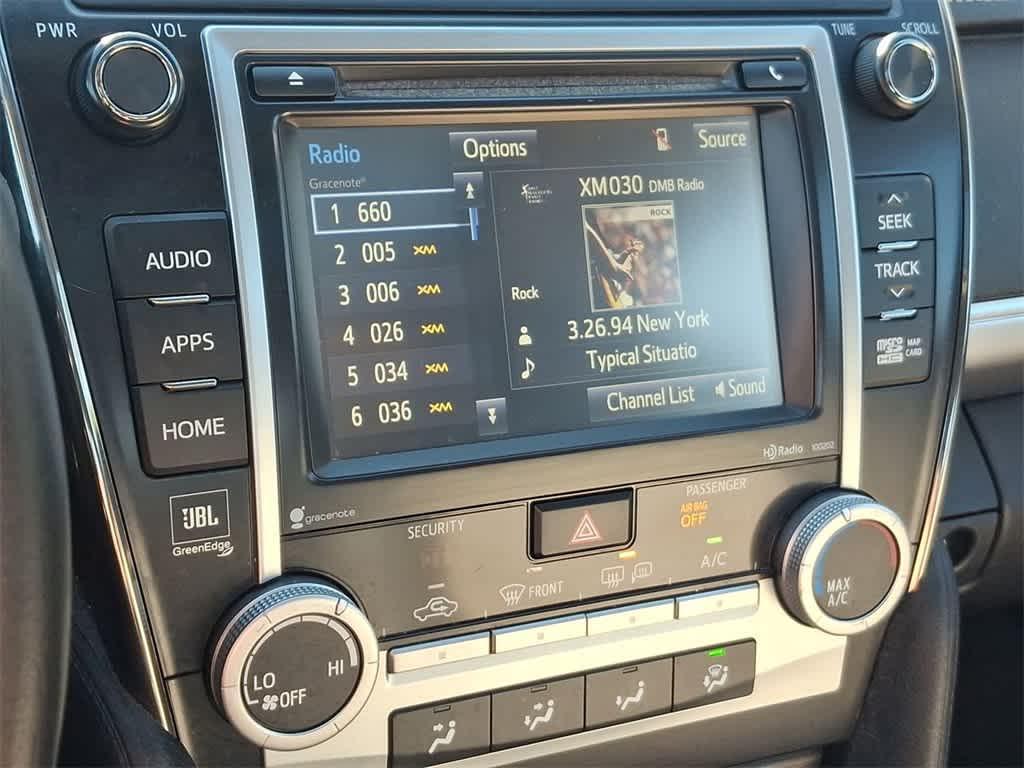 PWR VOL
TUNE SCROLL
Radio Options Source
Gracenote®
XM030 DMB Radio
1 660
ROCK
2 005 XM
3 006 XM
Rock
4 026 XM
3.26.94 New York
5 034 XM
Typical Situatio
6 036 XM
Channel List Sound
HD Radio 100202
AUDIO
APPS
HOME
SEEK
TRACK
micro HC MAP CARD
JBL
GreenEdge
gracenote
SECURITY
PASSENGER
AIR BAG
OFF
FRONT
A/C
LO HI
OFF
MAX
A/C